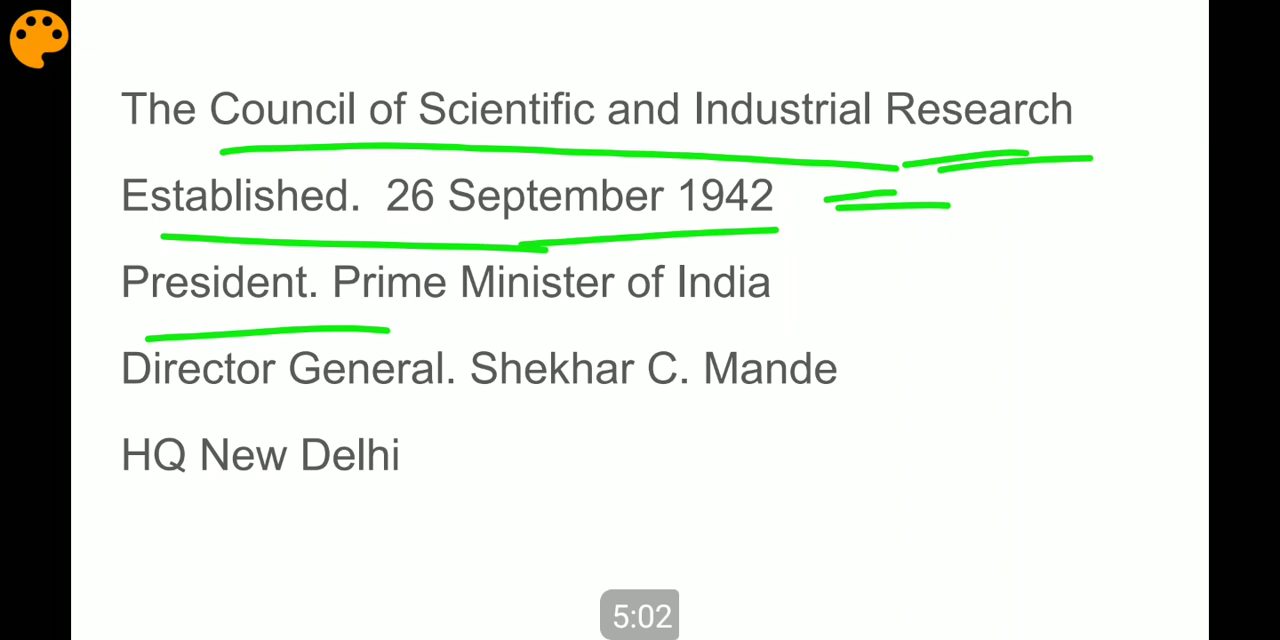 The Council of Scientific and Industrial Research
Established. 26 September 1942
President. Prime Minister of India
Director General. Shekhar C. Mande
HQ New Delhi
5:02